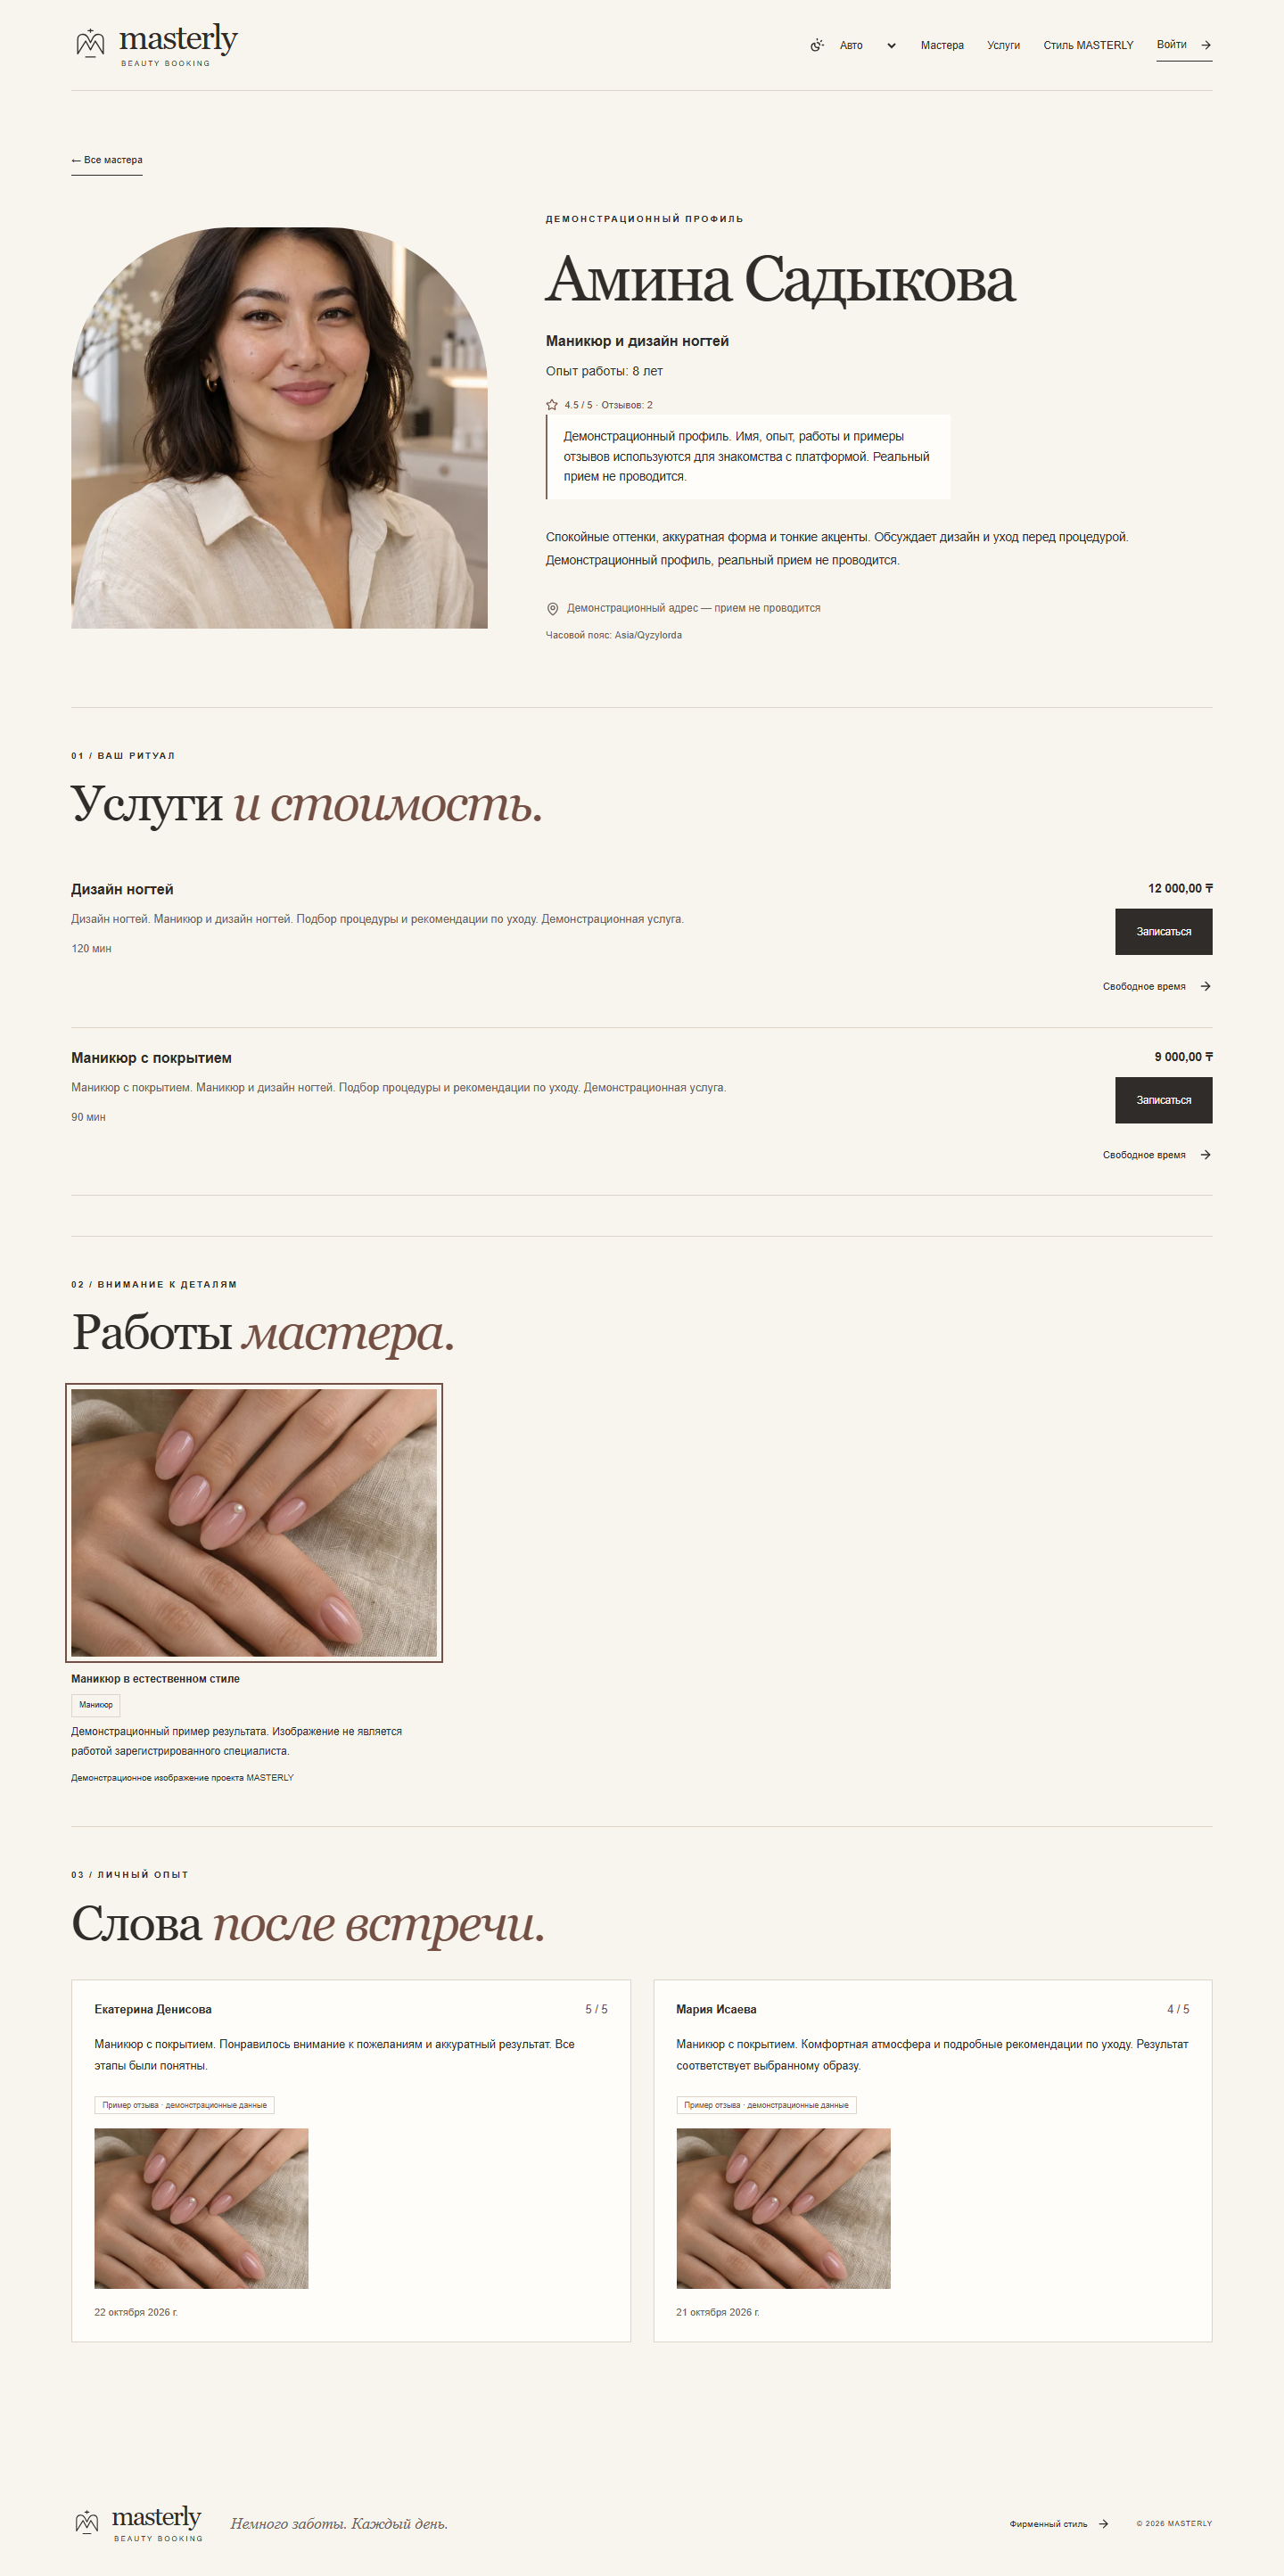 masterly
BEAUTY BOOKING
Авто
Мастера
Услуги
Стиль MASTERLY
Войти →
← Все мастера
ДЕМОНСТРАЦИОННЫЙ ПРОФИЛЬ
Амина Садыкова
Маникюр и дизайн ногтей
Опыт работы: 8 лет
4.5 / 5 · Отзывов: 2
Демонстрационный профиль. Имя, опыт, работы и примеры
отзывов используются для знакомства с платформой. Реальный
прием не проводится.
Спокойные оттенки, аккуратная форма и тонкие акценты. Обсуждает дизайн и уход перед процедурой.
Демонстрационный профиль, реальный прием не проводится.
Демонстрационный адрес — прием не проводится
Часовой пояс: Asia/Qyzylorda
01 / ВАШ РИТУАЛ
Услуги и стоимость.
Дизайн ногтей
12 000,00 ₸
Дизайн ногтей. Маникюр и дизайн ногтей. Подбор процедуры и рекомендации по уходу. Демонстрационная услуга.
Записаться
120 мин
Свободное время →
Маникюр с покрытием
9 000,00 ₸
Маникюр с покрытием. Маникюр и дизайн ногтей. Подбор процедуры и рекомендации по уходу. Демонстрационная услуга.
Записаться
90 мин
Свободное время →
02 / ВНИМАНИЕ К ДЕТАЛЯМ
Работы мастера.
Маникюр в естественном стиле
Маникюр
Демонстрационный пример результата. Изображение не является
работой зарегистрированного специалиста.
Демонстрационное изображение проекта MASTERLY
03 / ЛИЧНЫЙ ОПЫТ
Слова после встречи.
Екатерина Денисова
5 / 5
Маникюр с покрытием. Понравилось внимание к пожеланиям и аккуратный результат. Все
этапы были понятны.
Пример отзыва · демонстрационные данные
22 октября 2026 г.
Мария Исаева
4 / 5
Маникюр с покрытием. Комфортная атмосфера и подробные рекомендации по уходу. Результат
соответствует выбранному образу.
Пример отзыва · демонстрационные данные
21 октября 2026 г.
masterly
BEAUTY BOOKING
Немного заботы. Каждый день.
Фирменный стиль →
© 2026 MASTERLY